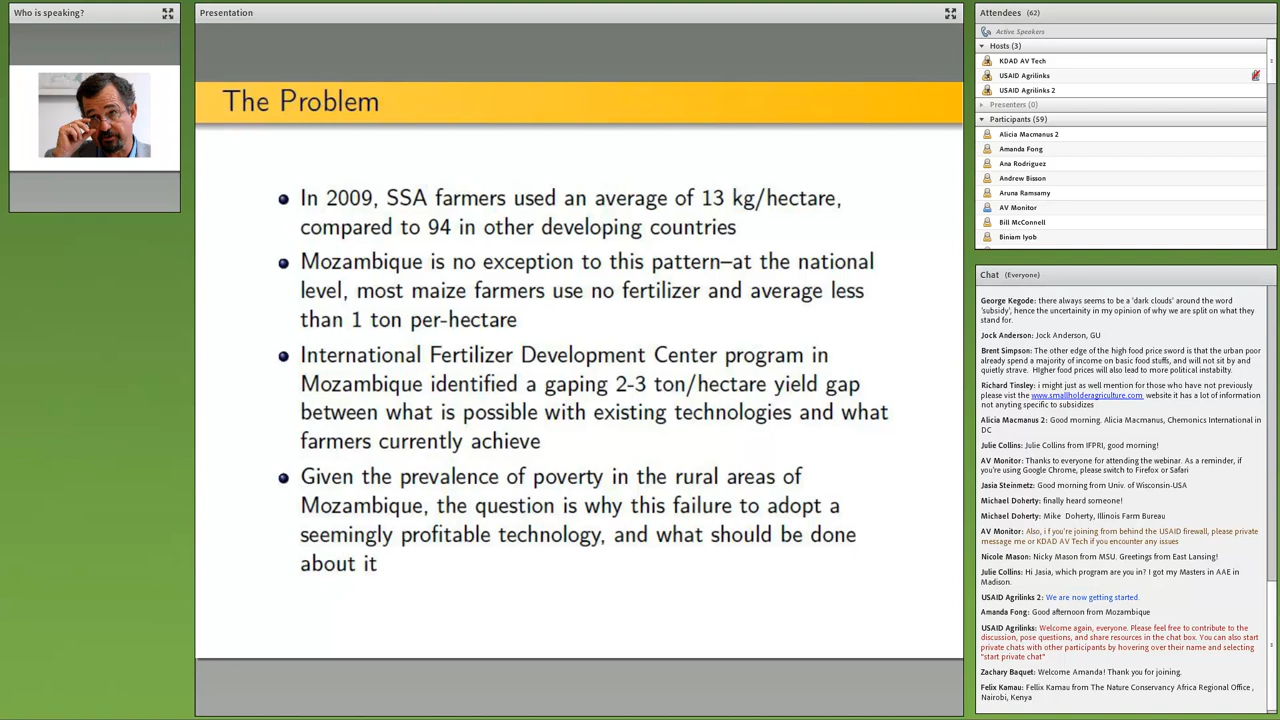 Who is speaking?
Presentation
The Problem
In 2009, SSA farmers used an average of 13 kg/hectare,
compared to 94 in other developing countries
Mozambique is no exception to this pattern–at the national
level, most maize farmers use no fertilizer and average less
than 1 ton per-hectare
International Fertilizer Development Center program in
Mozambique identified a gaping 2-3 ton/hectare yield gap
between what is possible with existing technologies and what
farmers currently achieve
Given the prevalence of poverty in the rural areas of
Mozambique, the question is why this failure to adopt a
seemingly profitable technology, and what should be done
about it
Attendees (62)
Active Speakers
Hosts (3)
KDAD AV Tech
USAID Agrilinks
USAID Agrilinks 2
Presenters (0)
Participants (59)
Alicia Macmanus 2
Amanda Fong
Ana Rodriguez
Andrew Bisson
Aruna Ramsamy
AV Monitor
Bill McConnell
Biniam Iyob
Chat (Everyone)
George Kegode: there always seems to be a 'dark clouds' around the word
'subsidy', hence the uncertainty in my opinion of why we are split on what they
stand for.
Jock Anderson: Jock Anderson, GU
Brent Simpson: The other edge of the high food price sword is that the urban poor
already spend a majority of income on basic food stuffs, and will not sit by and
quietly strave. Higher food prices will also lead to more political instabilty.
Richard Tinsley: i might just as well mention for those who have not previously
please vist the www.smallholderagriculture.com website it has a lot of information
not anyting specific to subsidizes
Alicia Macmanus 2: Good morning. Alicia Macmanus, Chemonics International in
DC
Julie Collins: Julie Collins from IFPRI, good morning!
AV Monitor: Thanks to everyone for attending the webinar. As a reminder, if
you're using Google Chrome, please switch to Firefox or Safari
Jasia Steinmetz: Good morning from Univ. of Wisconsin-USA
Michael Doherty: finally heard someone!
Michael Doherty: Mike Doherty, Illinois Farm Bureau
AV Monitor: Also, i f you're joining from behind the USAID firewall, please private
message me or KDAD AV Tech if you encounter any issues
Nicole Mason: Nicky Mason from MSU. Greetings from East Lansing!
Julie Collins: Hi Jasia, which program are you in? I got my Masters in AAE in
Madison.
USAID Agrilinks 2: We are now getting started.
Amanda Fong: Good afternoon from Mozambique
USAID Agrilinks: Welcome again, everyone. Please feel free to contribute to the
discussion, pose questions, and share resources in the chat box. You can also start
private chats with other participants by hovering over their name and selecting
"start private chat"
Zachary Baquet: Welcome Amanda! Thank you for joining.
Felix Kamau: Fellix Kamau from The Nature Conservancy Africa Regional Office ,
Nairobi, Kenya